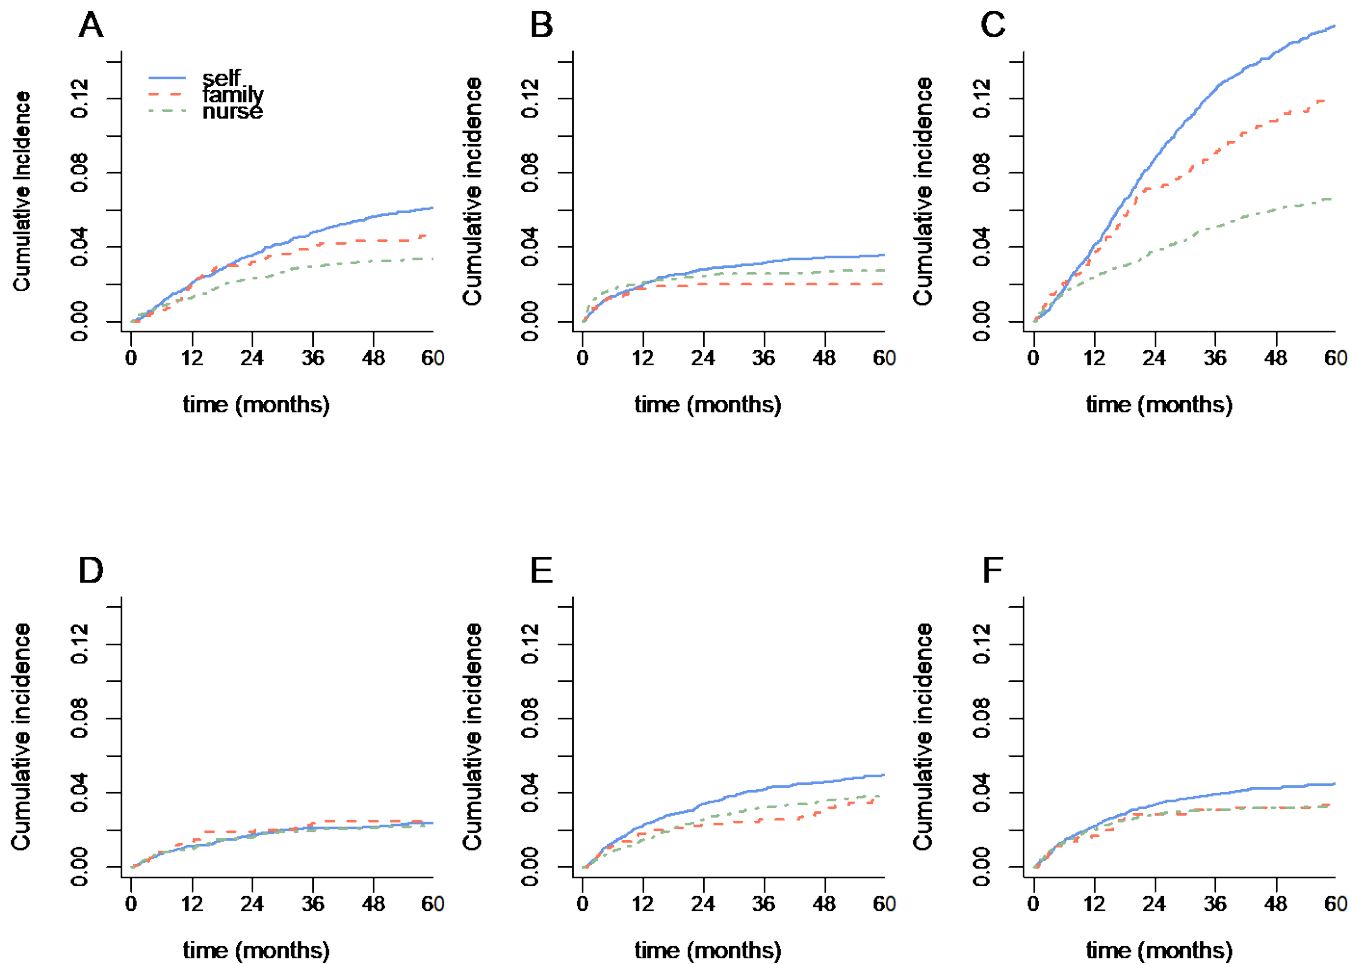 A
self
family
nurse
Cumulative Incidence
0.00
0.04
0.08
0.12
0 12 24 36 48 60
time (months)
B
Cumulative incidence
0.00
0.04
0.08
0.12
0 12 24 36 48 60
time (months)
C
Cumulative incidence
0.00
0.04
0.08
0.12
0 12 24 36 48 60
time (months)
D
Cumulative incidence
0.00
0.04
0.08
0.12
0 12 24 36 48 60
time (months)
E
Cumulative incidence
0.00
0.04
0.08
0.12
0 12 24 36 48 60
time (months)
F
Cumulative incidence
0.00
0.04
0.08
0.12
0 12 24 36 48 60
time (months)